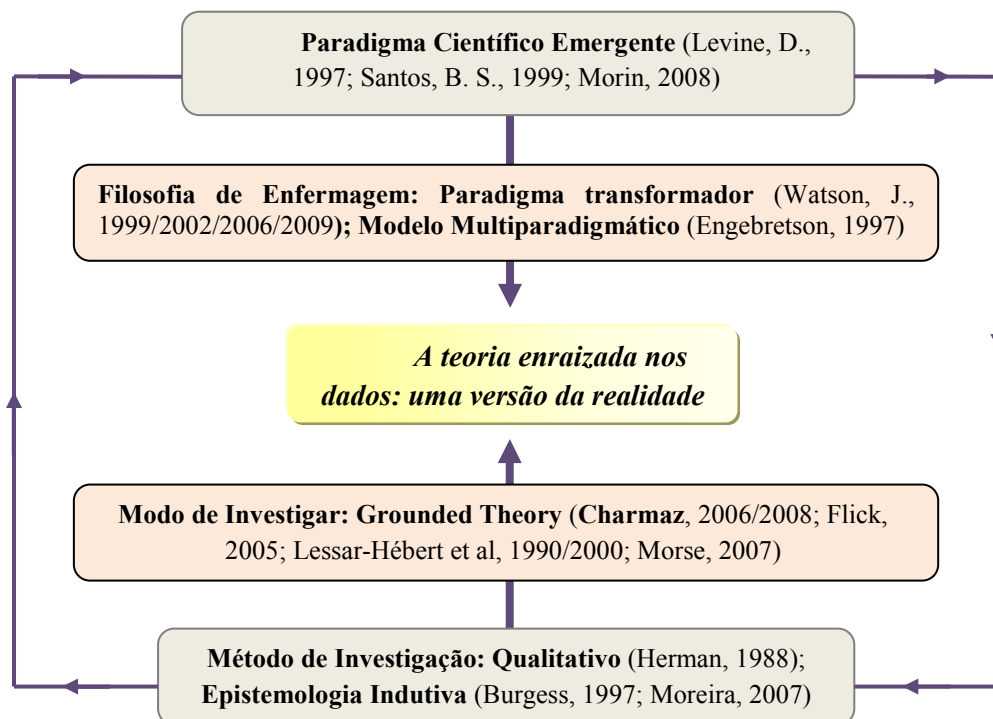 Paradigma Científico Emergente (Levine, D.,
1997; Santos, B. S., 1999; Morin, 2008)
Filosofia de Enfermagem: Paradigma transformador (Watson, J.,
1999/2002/2006/2009); Modelo Multiparadigmático (Engebretson, 1997)
A teoria enraizada nos
dados: uma versão da realidade
Modo de Investigar: Grounded Theory (Charmaz, 2006/2008; Flick,
2005; Lessar-Hébert et al, 1990/2000; Morse, 2007)
Método de Investigação: Qualitativo (Herman, 1988);
Epistemologia Indutiva (Burgess, 1997; Moreira, 2007)